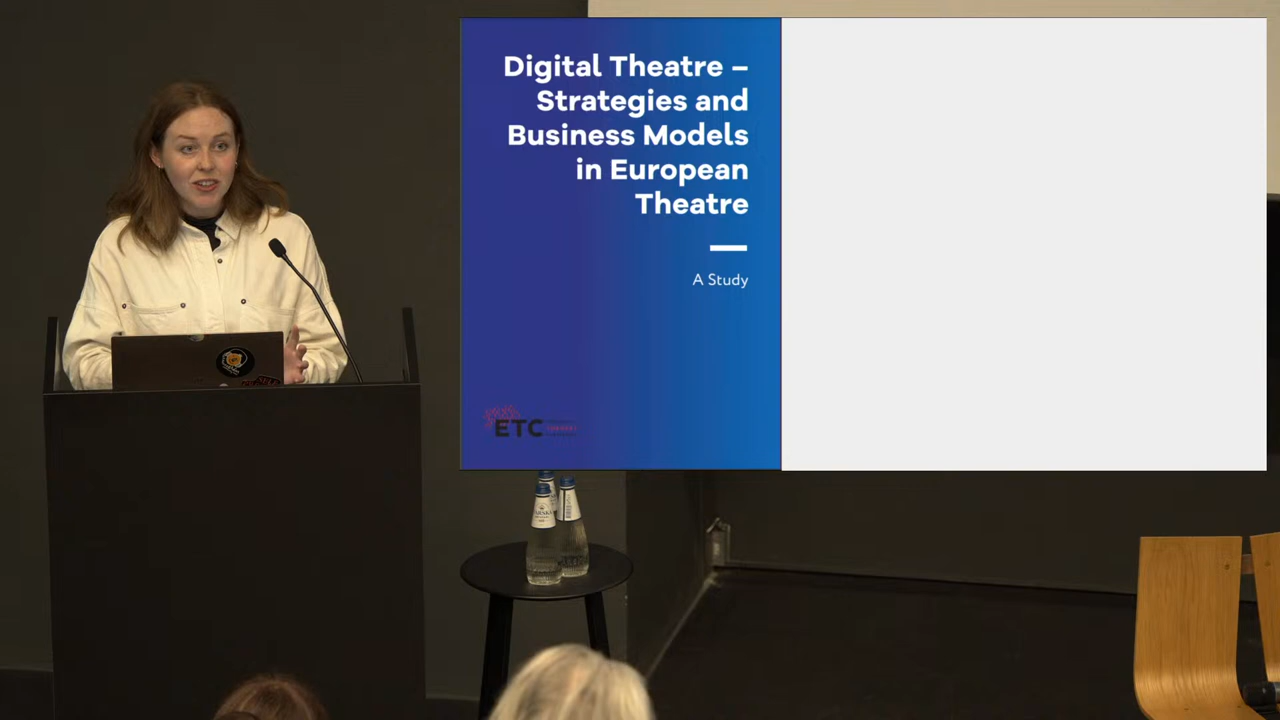 Digital Theatre –
Strategies and
Business Models
in European
Theatre
A Study
ETC